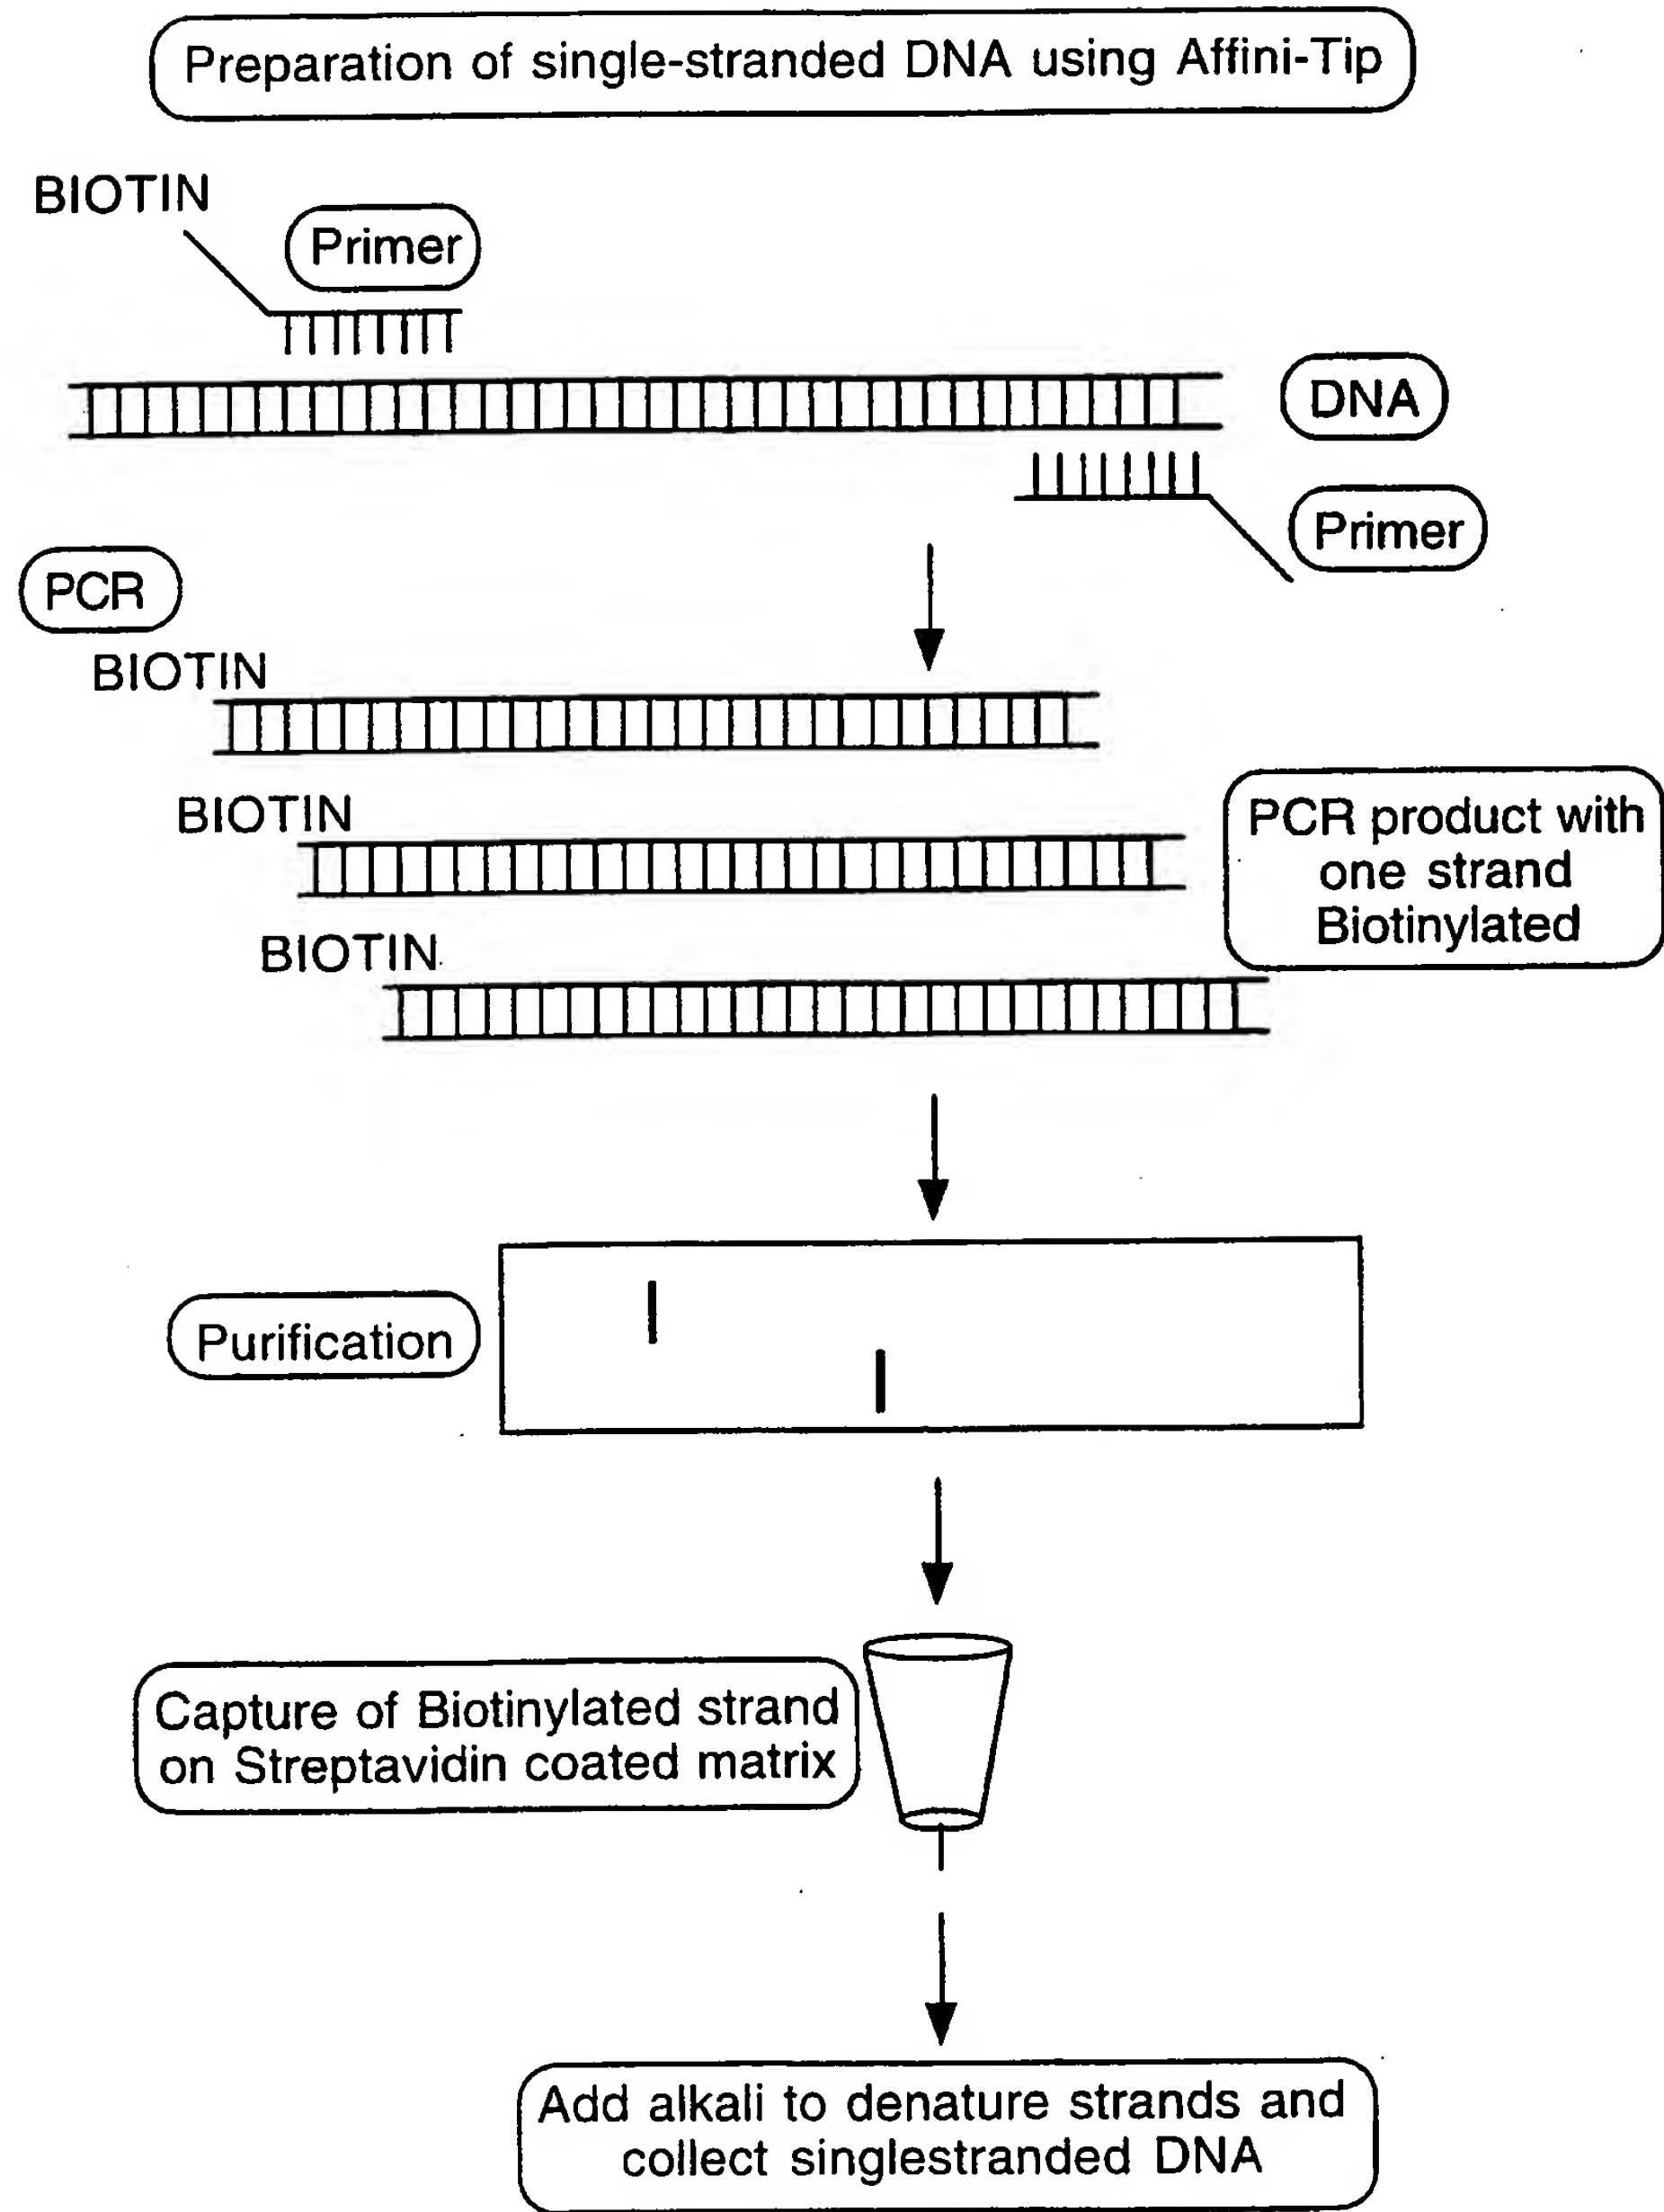 Preparation of single-stranded DNA using Affini-Tip
BIOTIN
Primer
DNA
Primer
PCR
BIOTIN
BIOTIN
BIOTIN
PCR product with
one strand
Biotinylated
Purification
Capture of Biotinylated strand
on Streptavidin coated matrix
Add alkali to denature strands and
collect singlestranded DNA